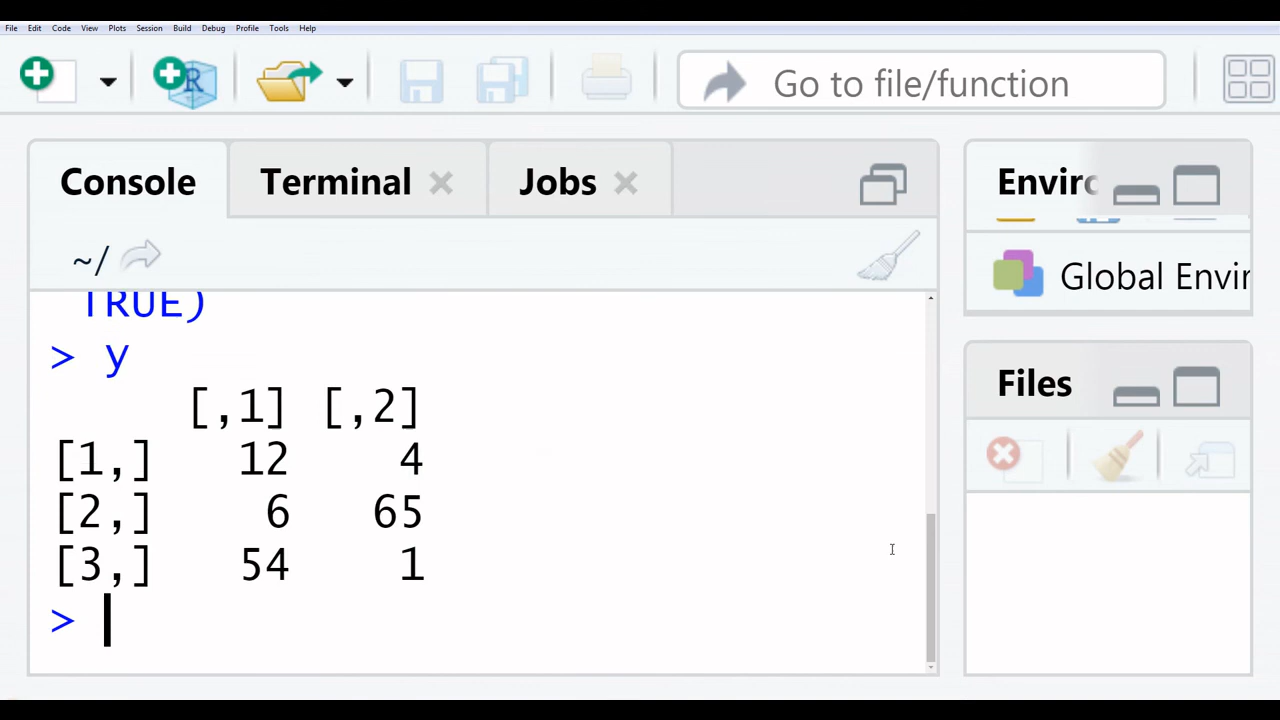 File Edit Code View Plots Session Build Debug Profile Tools Help
Go to file/function
Console Terminal Jobs
~/
TRUE)
> y
[,1] [,2]
[1,] 12 4
[2,] 6 65
[3,] 54 1
>
Enviro
Global Envir
Files